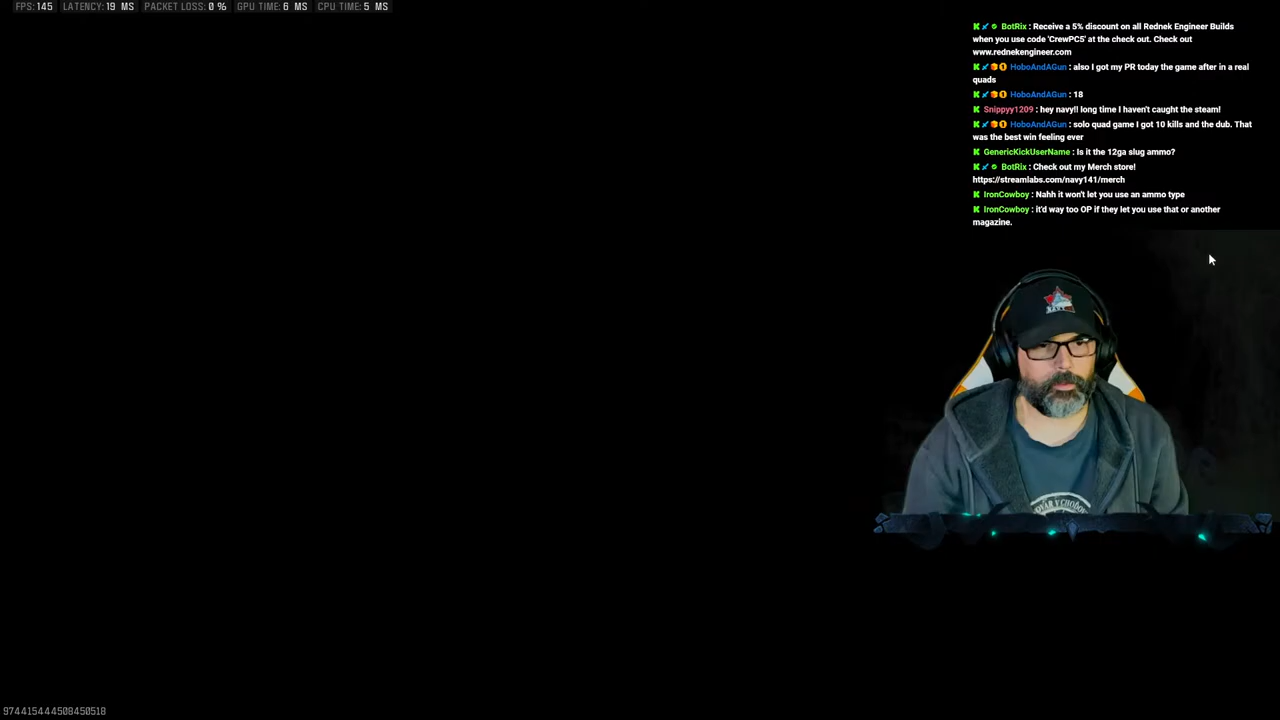 FPS: 145 LATENCY: 19 MS PACKET LOSS: 0 % GPU TIME: 6 MS CPU TIME: 5 MS
BotRix : Receive a 5% discount on all Rednek Engineer Builds
when you use code 'CrewPC5' at the check out. Check out
www.rednekengineer.com
HoboAndAGun : also I got my PR today the game after in a real
quads
HoboAndAGun : 18
Snippyy1209 : hey navy!! long time I haven't caught the steam!
HoboAndAGun : solo quad game I got 10 kills and the dub. That
was the best win feeling ever
GenericKickUserName : Is it the 12ga slug ammo?
BotRix : Check out my Merch store!
https://streamlabs.com/navy141/merch
IronCowboy : Nahh it won't let you use an ammo type
IronCowboy : it'd way too OP if they let you use that or another
magazine.
NAVY
974415444508450518